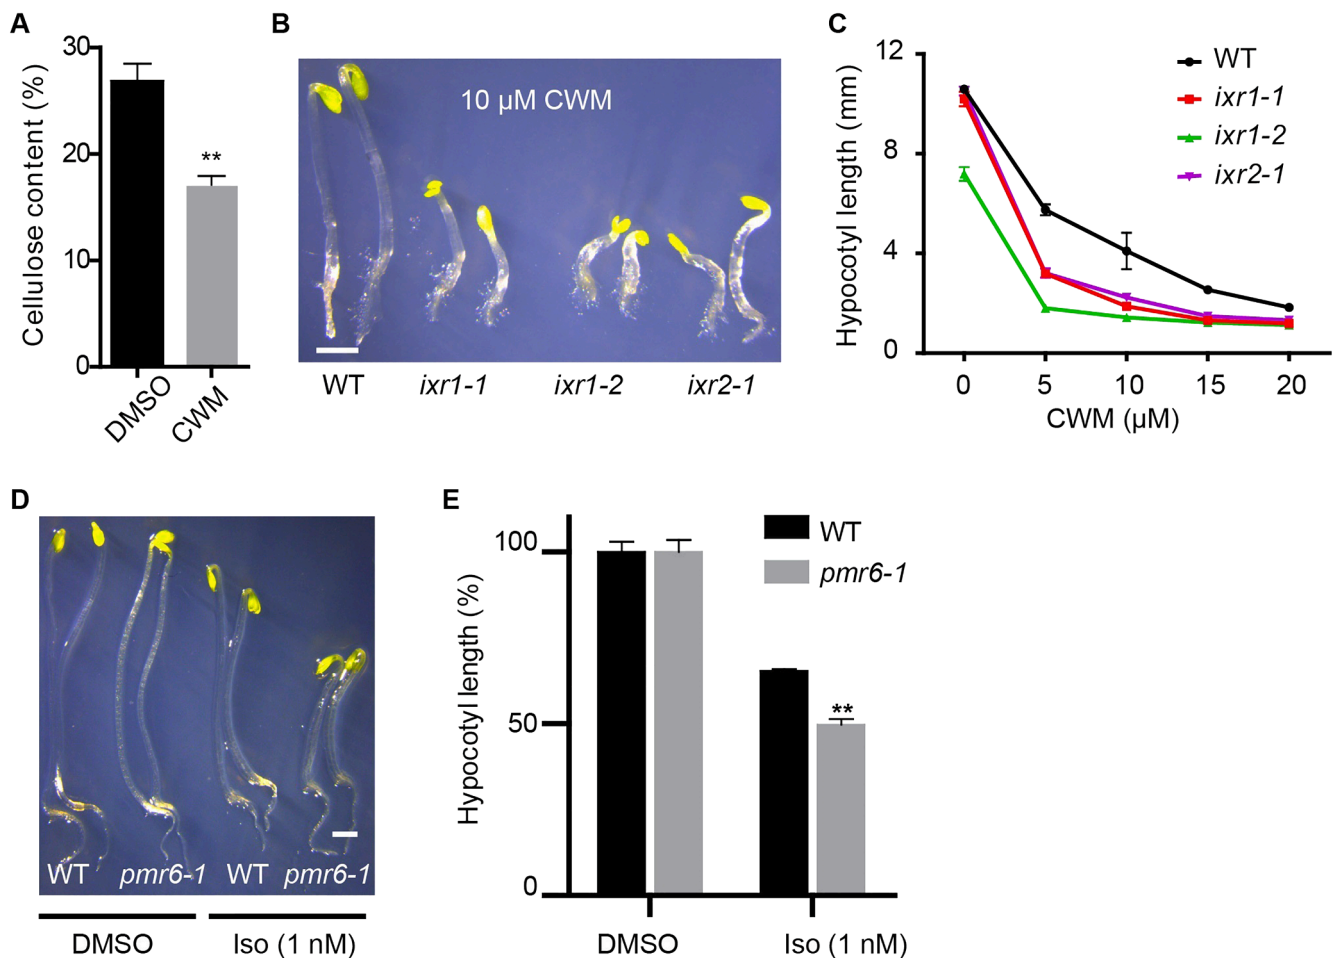 A
Cellulose content (%)
30
20
10
0
**
DMSO
CWM
B
10 µM CWM
WT
ixr1-1
ixr1-2
ixr2-1
C
Hypocotyl length (mm)
12
8
4
0
WT
ixr1-1
ixr1-2
ixr2-1
0 5 10 15 20
CWM (µM)
D
WT pmr6-1 WT pmr6-1
DMSO
Iso (1 nM)
E
Hypocotyl length (%)
100
50
0
WT
pmr6-1
**
DMSO
Iso (1 nM)